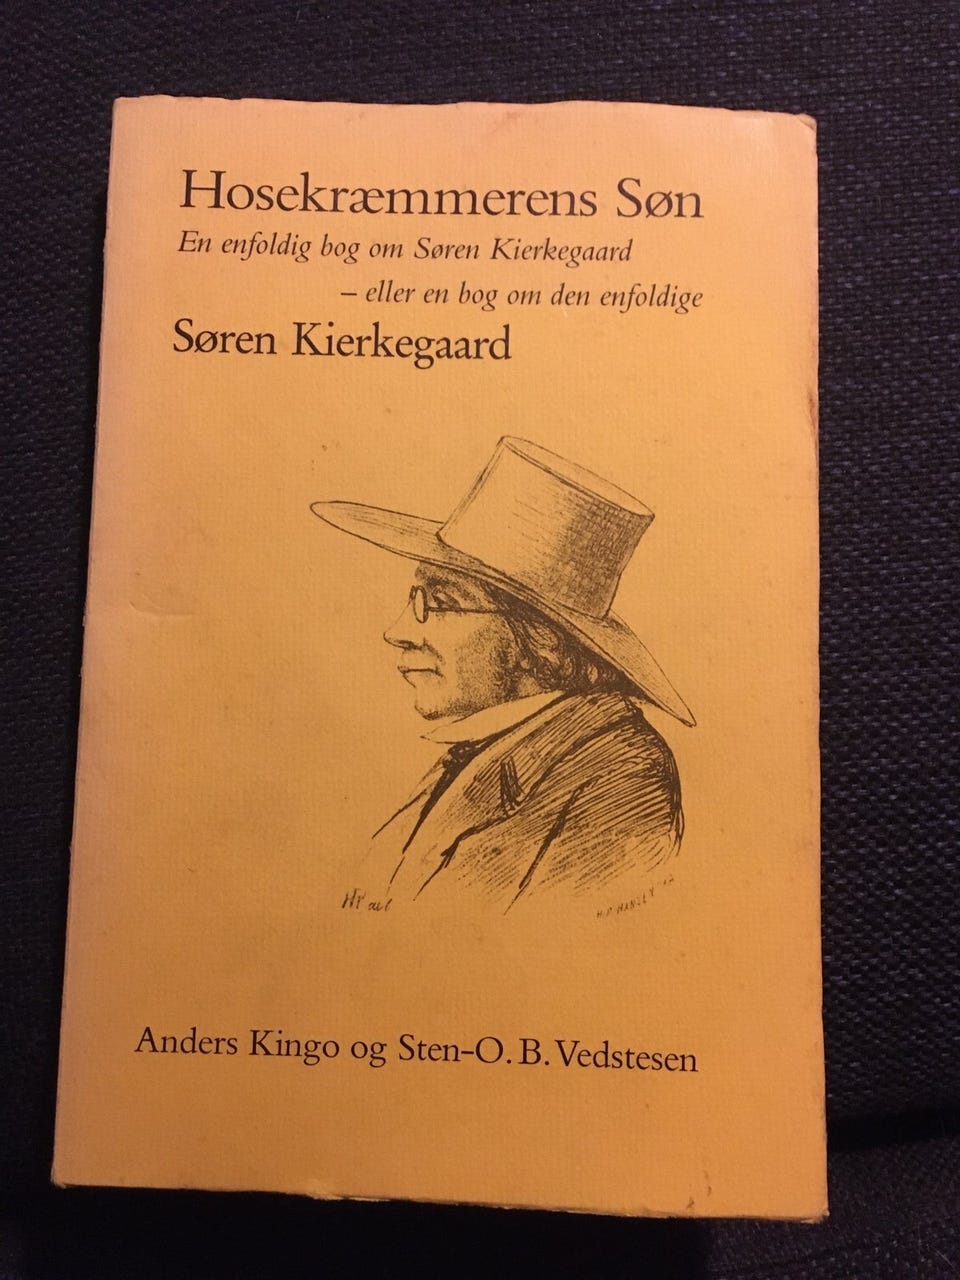 Hosekræmmerens Søn
En enfoldig bog om Søren Kierkegaard
– eller en bog om den enfoldige
Søren Kierkegaard
H.P. HANSEN
Anders Kingo og Sten-O. B. Vedstesen